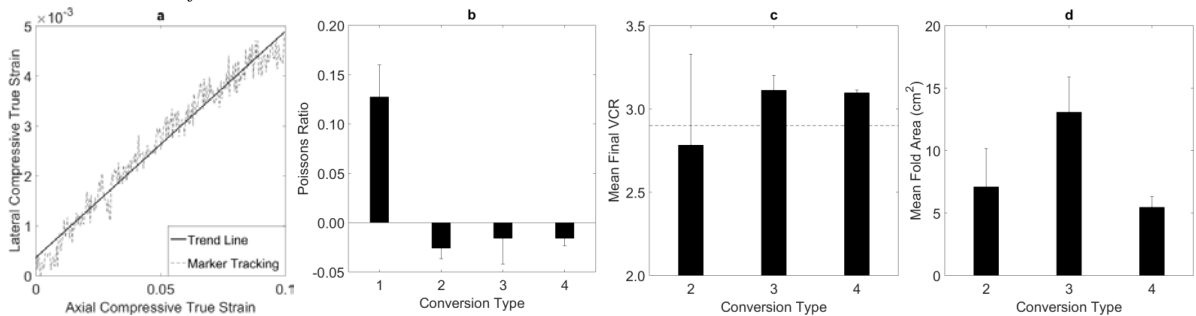 a
×10⁻³
5
4
3
2
1
0
0
0.05
0.1
Lateral Compressive True Strain
Axial Compressive True Strain
Trend Line
Marker Tracking
b
0.20
0.15
0.10
0.05
0.00
-0.05
1
2
3
4
Poissons Ratio
Conversion Type
c
3.5
3.0
2.5
2.0
2
3
4
Mean Final VCR
Conversion Type
d
20
15
10
5
0
2
3
4
Mean Fold Area (cm²)
Conversion Type